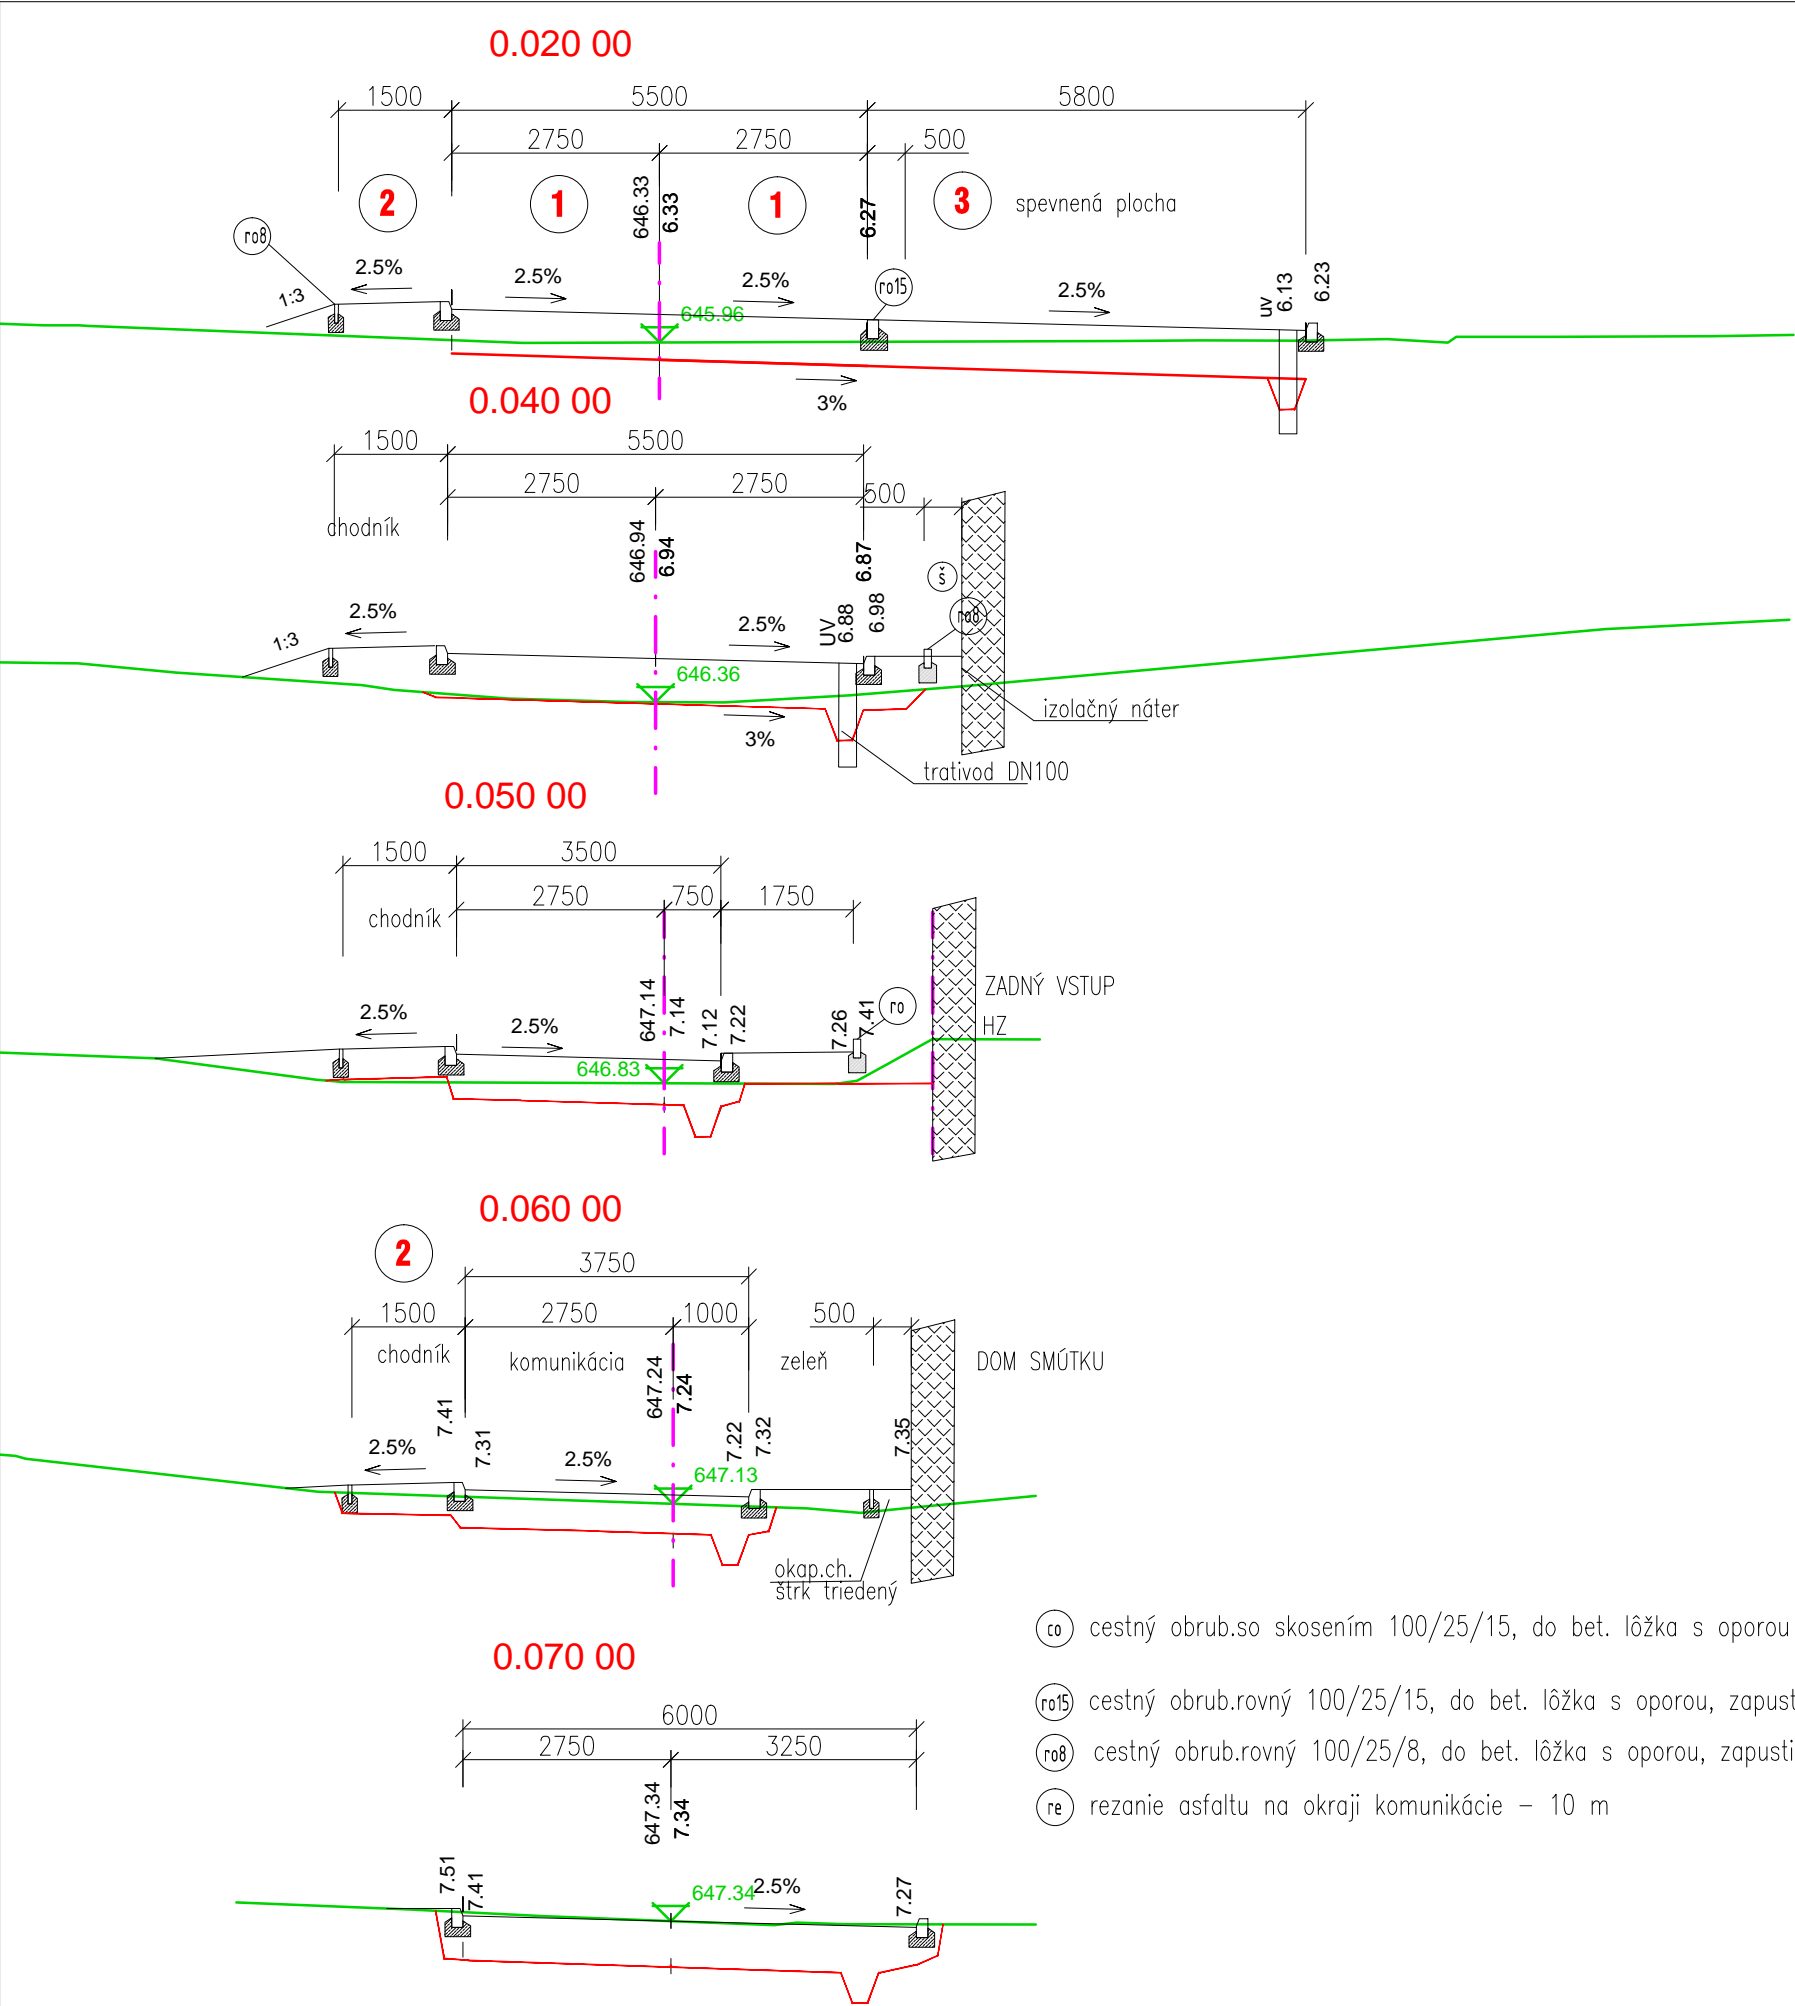 0.020 00
1500 5500 5800
2750 2750 500
2 1 1 3 spevnená plocha
646.33 6.33 6.27
ro8 ro15
2.5% 2.5% 2.5% 2.5%
1:3 645.96 uv 6.13 6.23
3%
0.040 00
1500 5500
2750 2750 500
chodník
646.94 6.94 6.87
š
ro8
2.5% 2.5% UV 6.88 6.98
1:3
646.36
izolačný náter
3%
trativod DN100
0.050 00
1500 3500
2750 750 1750
chodník
ZADNÝ VSTUP
HZ
647.14 7.14 7.12 7.22 7.26 7.41 ro
2.5% 2.5%
646.83
0.060 00
2
3750
1500 2750 1000 500
chodník komunikácia zeleň DOM SMÚTKU
647.24 7.24
7.41 7.31 7.22 7.32 7.35
2.5% 2.5%
647.13
okap.ch.
štrk triedený
co cestný obrub.so skosením 100/25/15, do bet. lôžka s oporou
0.070 00
ro15 cestný obrub.rovný 100/25/15, do bet. lôžka s oporou, zapust
6000
2750 3250
ro8 cestný obrub.rovný 100/25/8, do bet. lôžka s oporou, zapusti
re rezanie asfaltu na okraji komunikácie – 10 m
647.34 7.34
7.51 7.41 7.27
647.34 2.5%